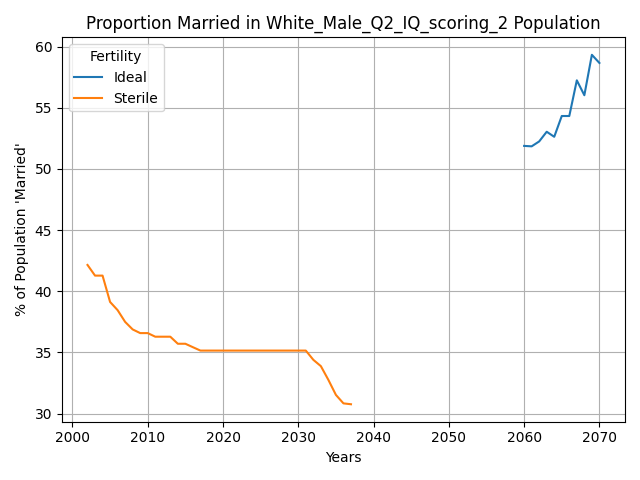 Proportion Married in White_Male_Q2_IQ_scoring_2 Population
Fertility
Ideal
Sterile
% of Population 'Married'
60
55
50
45
40
35
30
2000 2010 2020 2030 2040 2050 2060 2070
Years